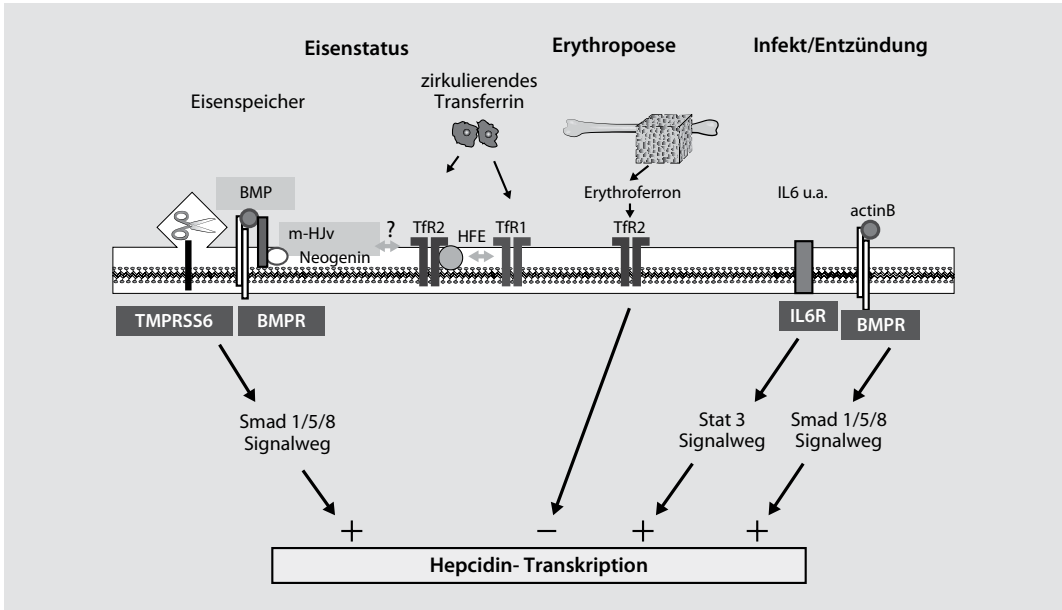 Eisenstatus
Erythropoese
Infekt/Entzündung
Eisenspeicher
zirkulierendes
Transferrin
BMP
m-HJv
Neogenin
?
TfR2
HFE
TfR1
Erythroferron
TfR2
IL6 u.a.
actinB
TMPRSS6
BMPR
IL6R
BMPR
Smad 1/5/8
Signalweg
Stat 3
Signalweg
Smad 1/5/8
Signalweg
+
−
+
+
Hepcidin- Transkription